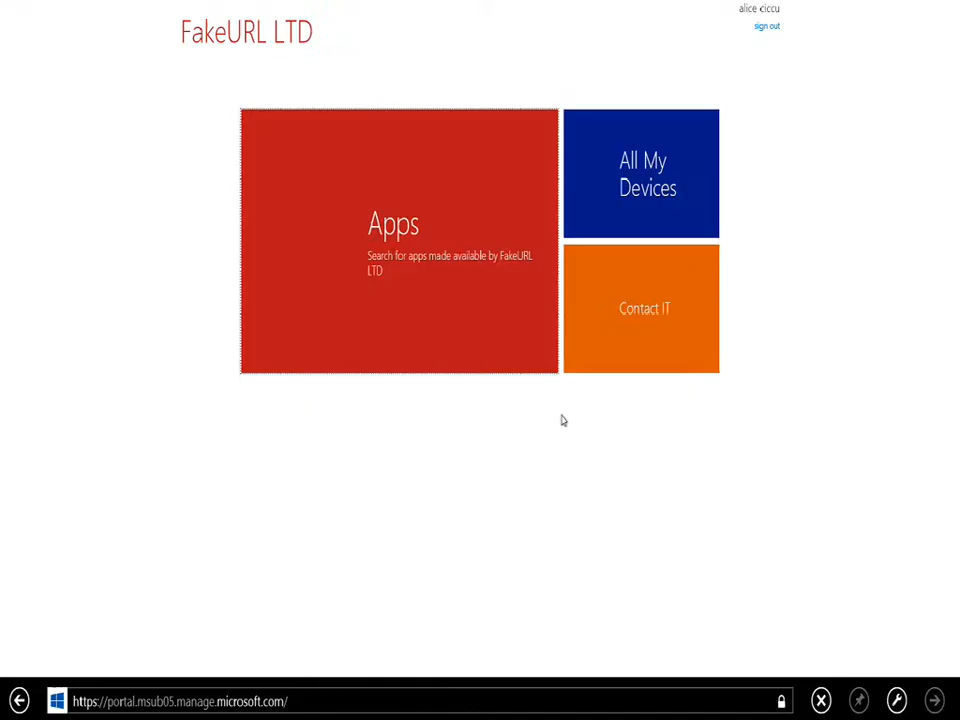 FakeURL LTD
alice ciccu
sign out
Apps
Search for apps made available by FakeURL
LTD
All My
Devices
Contact IT
https://portal.msub05.manage.microsoft.com/